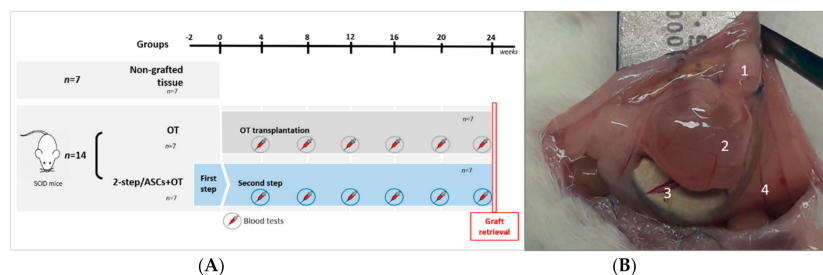 Groups
-2 0 4 8 12 16 20 24 weeks
n=7
Non-grafted
tissue
n=7
OT
n=7
OT transplantation
n=7
n=14
SCID mice
2-step/ASCs+OT
n=7
First
step
Second step
n=7
Blood tests
Graft
retrieval
1
2
3
4
(A)
(B)